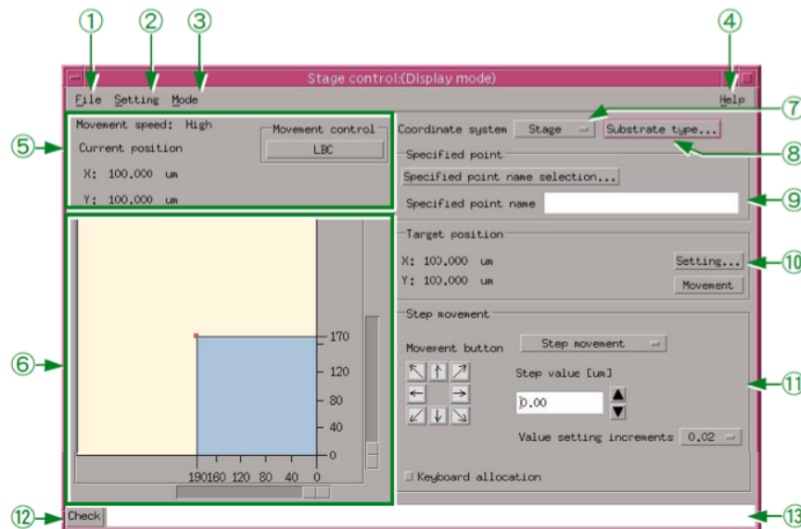 ① ② ③ ④
Stage control:(Display mode)
File Setting Mode Help
⑤
Movement speed: High
Current position
X: 100.000 um
Y: 100.000 um
Movement control
LBC
⑦
Coordinate system Stage Substrate type...
⑧
Specified point
Specified point name selection...
Specified point name
⑨
Target position
X: 100.000 um
Y: 100.000 um
Setting...
Movement
⑩
⑥
170
120
80
40
0
190160 120 80 40 0
Step movement
Movement button Step movement
Step value [um]
0.00
Value setting increments 0.02
Keyboard allocation
⑪
⑫ Check ⑬